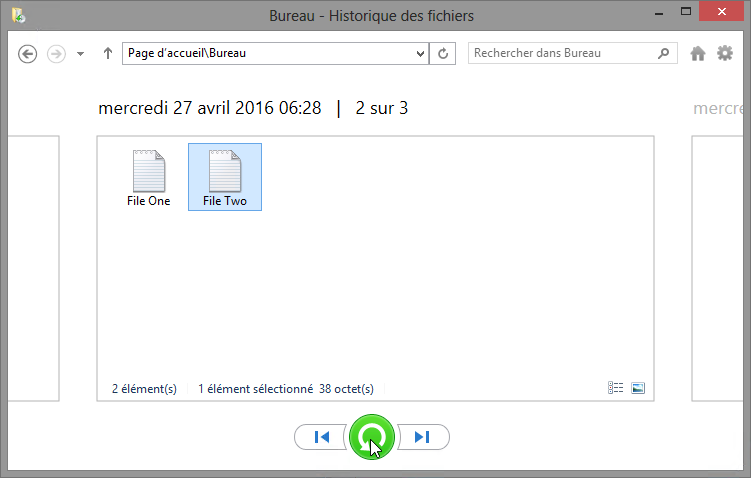 Bureau - Historique des fichiers
Page d'accueil\Bureau
Rechercher dans Bureau
mercredi 27 avril 2016 06:28 | 2 sur 3
mercre
File One
File Two
2 élément(s) 1 élément sélectionné 38 octet(s)